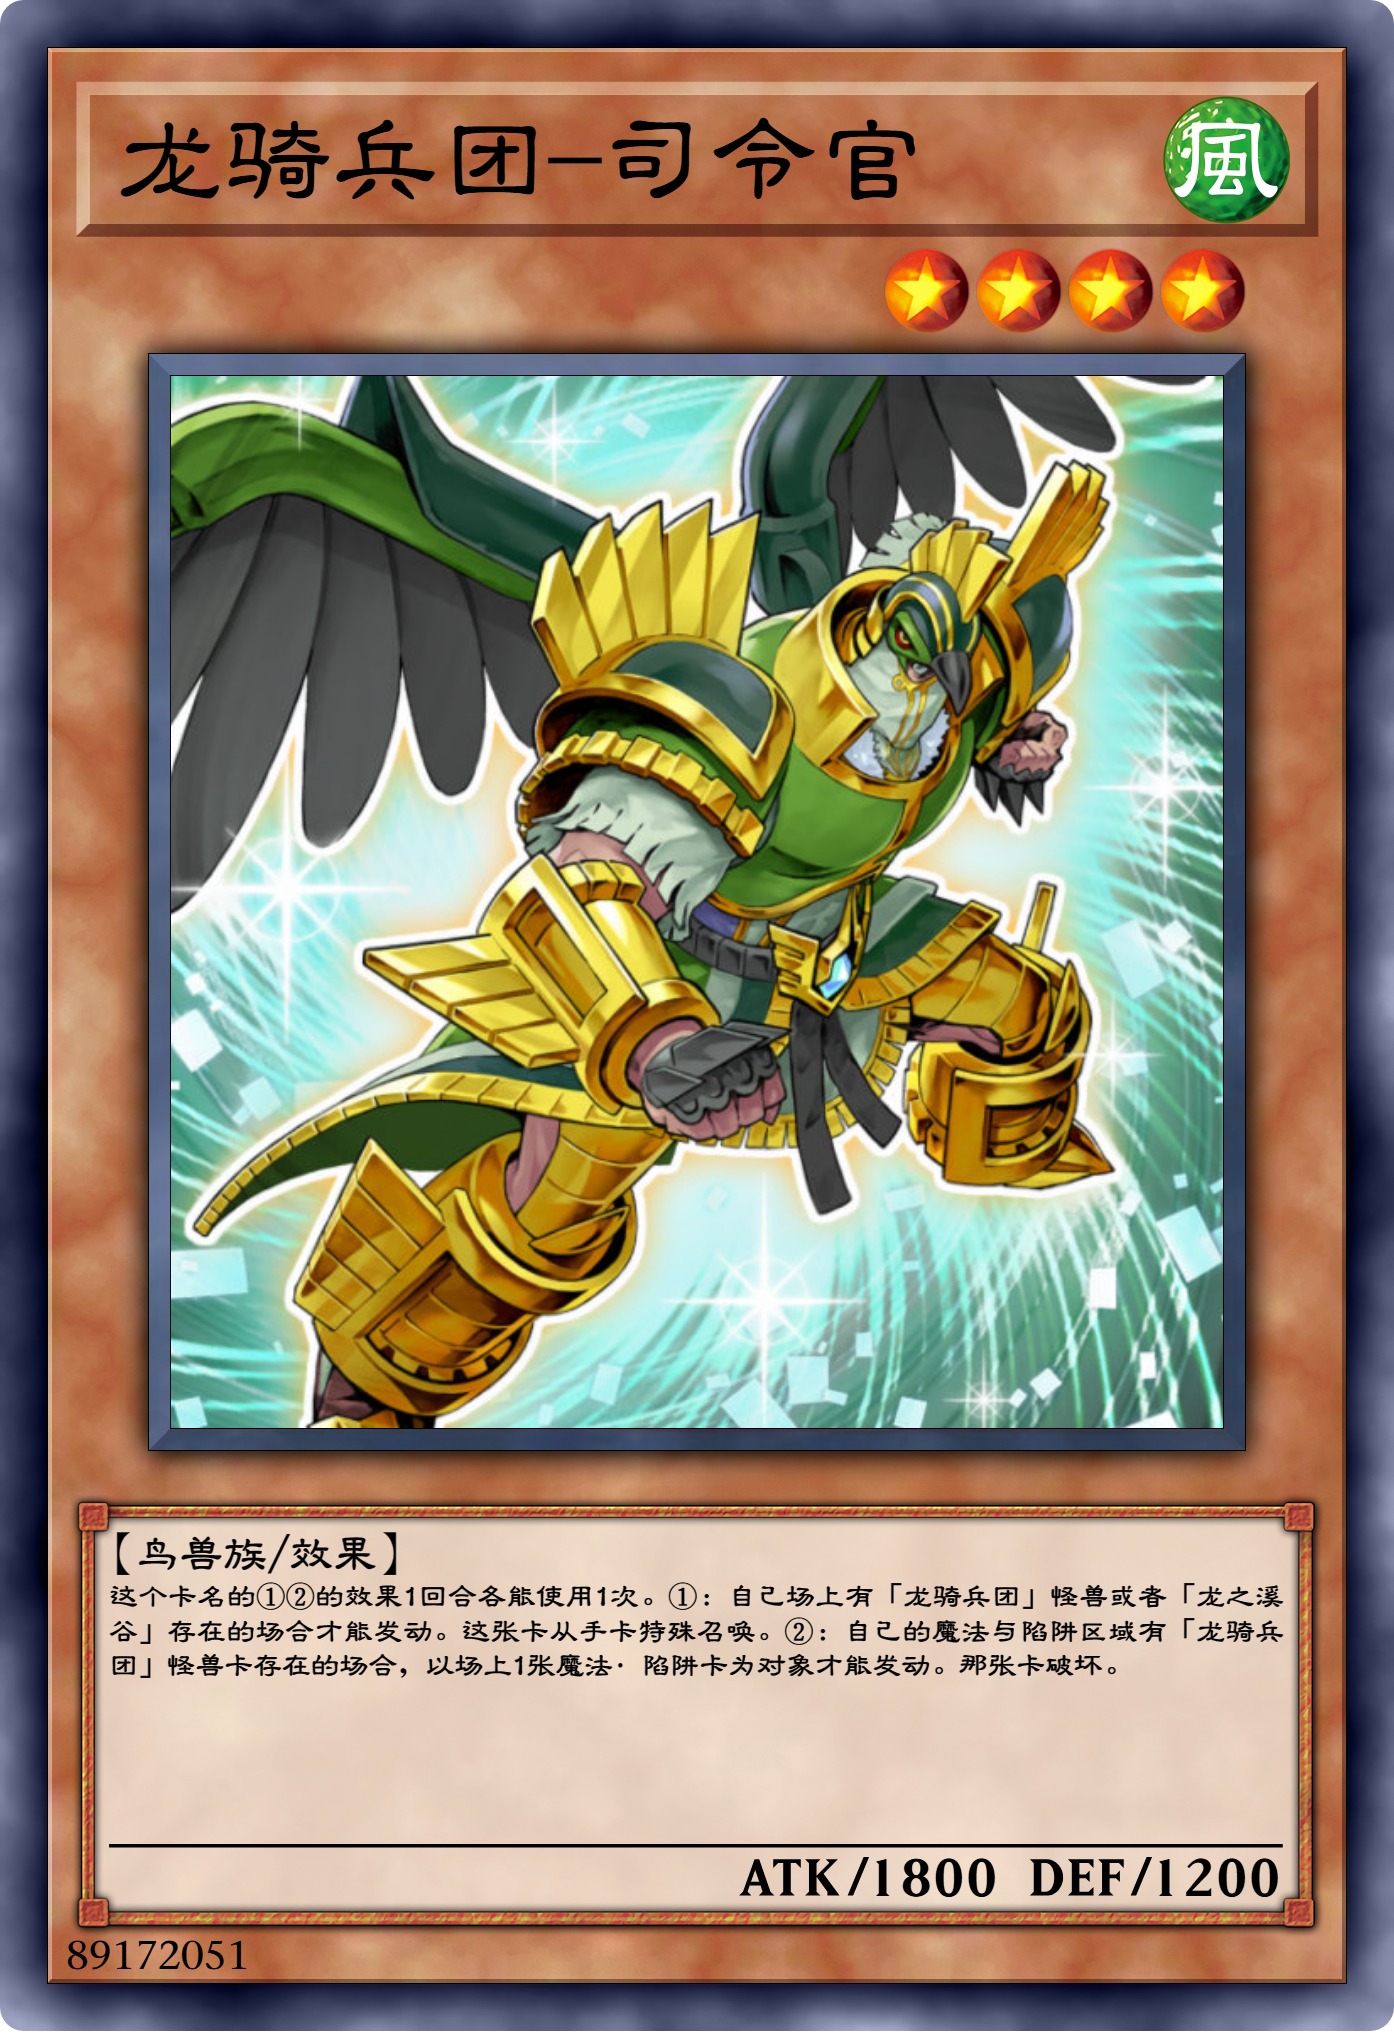 龙骑兵团-司令官
風
【鸟兽族/效果】
这个卡名的①②的效果1回合各能使用1次。①：自己场上有「龙骑兵团」怪兽或者「龙之溪
谷」存在的场合才能发动。这张卡从手卡特殊召唤。②：自己的魔法与陷阱区域有「龙骑兵
团」怪兽卡存在的场合，以场上1张魔法·陷阱卡为对象才能发动。那张卡破坏。
ATK/1800 DEF/1200
89172051